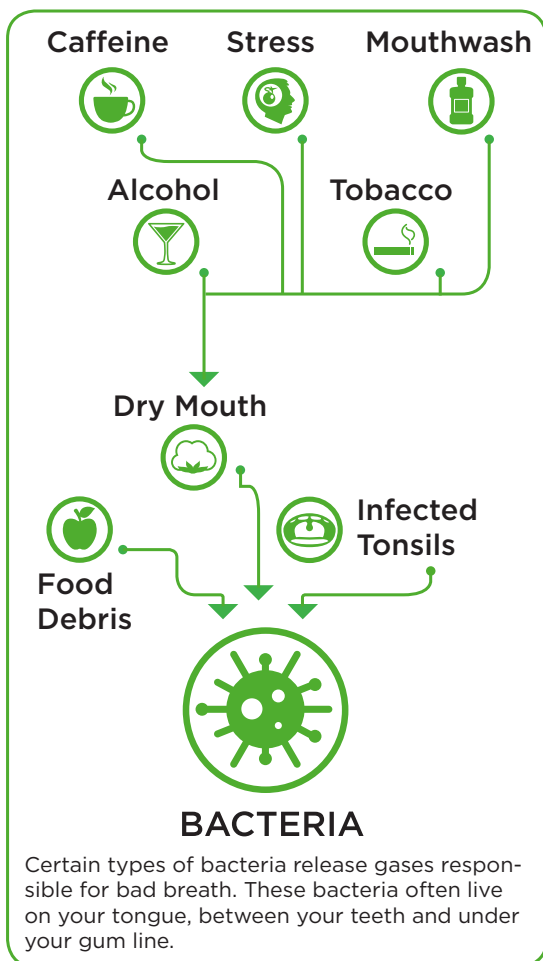 Caffeine
Stress
Mouthwash
Alcohol
Tobacco
Dry Mouth
Infected
Tonsils
Food
Debris
BACTERIA
Certain types of bacteria release gases respon-
sible for bad breath. These bacteria often live
on your tongue, between your teeth and under
your gum line.